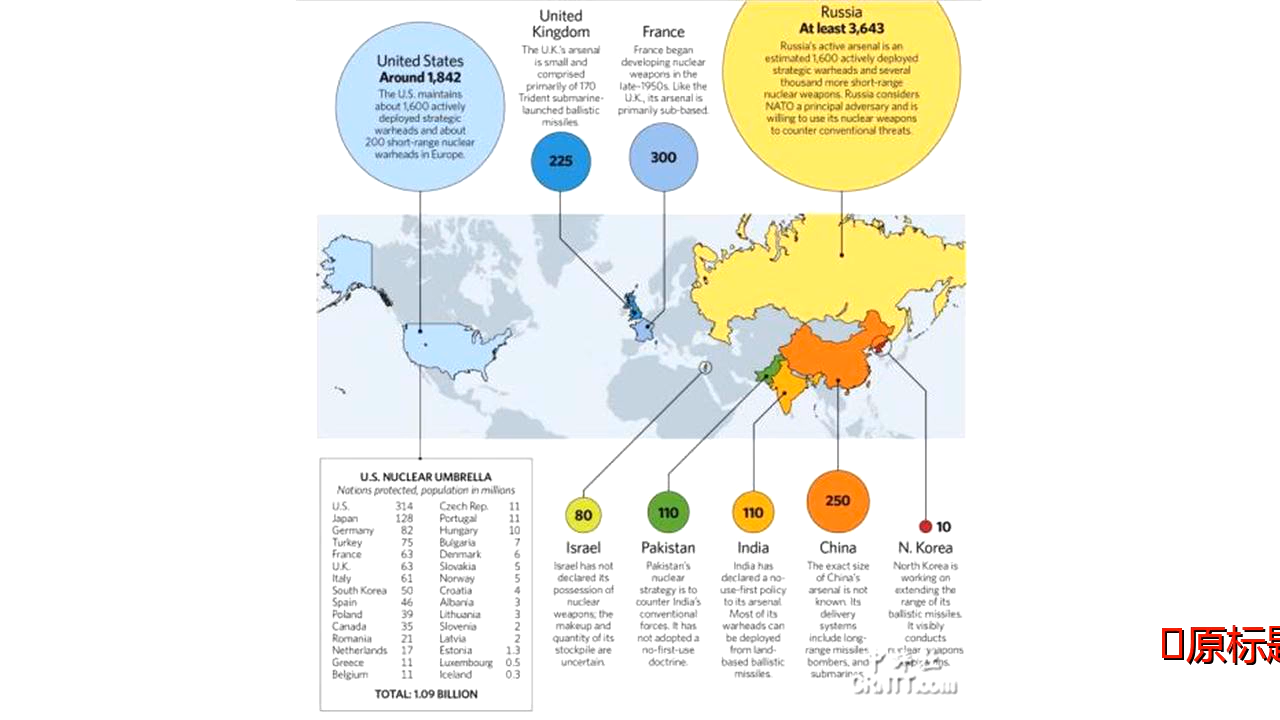 United States
Around 1,842
The U.S. maintains
about 1,600 actively
deployed strategic
warheads and about
200 short-range nuclear
warheads in Europe.
United
Kingdom
The U.K.'s arsenal
is small and
comprised
primarily of 170
Trident submarine-
launched ballistic
missiles.
225
France
France began
developing nuclear
weapons in the
late-1950s. Like the
U.K., its arsenal is
primarily sub-based.
300
Russia
At least 3,643
Russia's active arsenal is an
estimated 1,600 actively deployed
strategic warheads and several
thousand more short-range
nuclear weapons. Russia considers
NATO a principal adversary and is
willing to use its nuclear weapons
to counter conventional threats.
U.S. NUCLEAR UMBRELLA
Nations protected, population in millions
U.S. 314
Japan 128
Germany 82
Turkey 75
France 63
U.K. 63
Italy 61
South Korea 50
Spain 46
Poland 39
Canada 35
Romania 21
Netherlands 17
Greece 11
Belgium 11
Czech Rep. 11
Portugal 11
Hungary 10
Bulgaria 7
Denmark 6
Slovakia 5
Norway 5
Croatia 4
Albania 3
Lithuania 3
Slovenia 2
Latvia 2
Estonia 1.3
Luxembourg 0.5
Iceland 0.3
TOTAL: 1.09 BILLION
80
Israel
Israel has not
declared its
possession of
nuclear
weapons; the
makeup and
quantity of its
stockpile are
uncertain.
110
Pakistan
Pakistan's
nuclear
strategy is to
counter India's
conventional
forces. It has
not adopted a
no-first-use
doctrine.
110
India
India has
declared a no-
use-first policy
to its arsenal.
Most of its
warheads can
be deployed
from land-
based ballistic
missiles.
250
China
The exact size
of China's
arsenal is not
known. Its
delivery
systems
include long-
range missiles,
bombers, and
submarines.
10
N. Korea
North Korea is
working on
extending the
range of its
ballistic missiles.
It visibly
conducts
nuclear weapons
CRNTT.com
原标